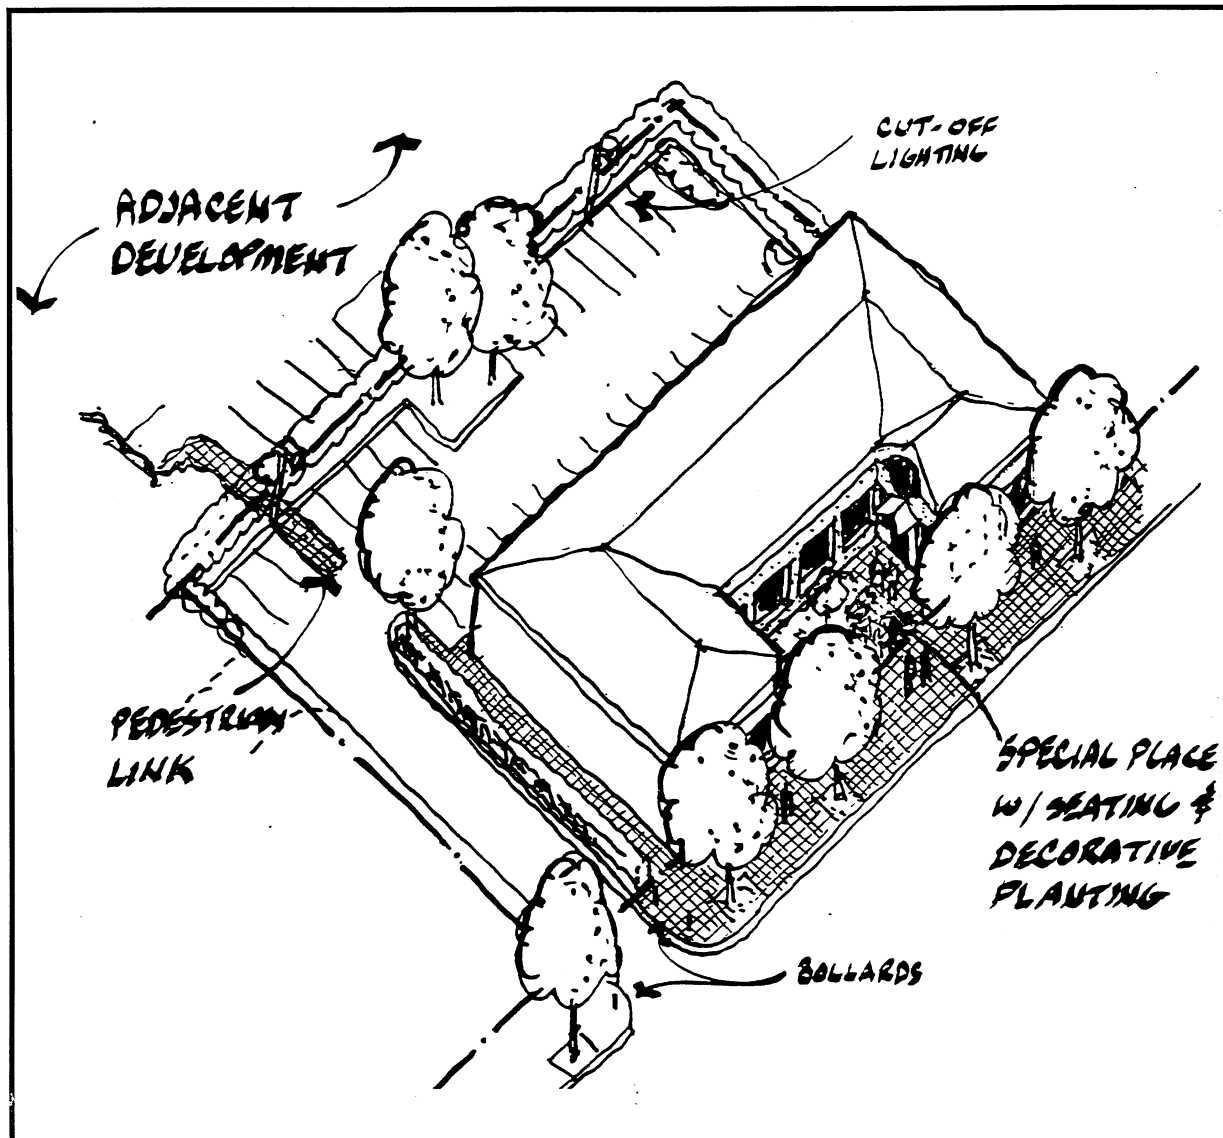 CUT-OFF
LIGHTING
ADJACENT
DEVELOPMENT
PEDESTRIAN
LINK
SPECIAL PLACE
W/ SEATING &
DECORATIVE
PLANTING
BOLLARDS